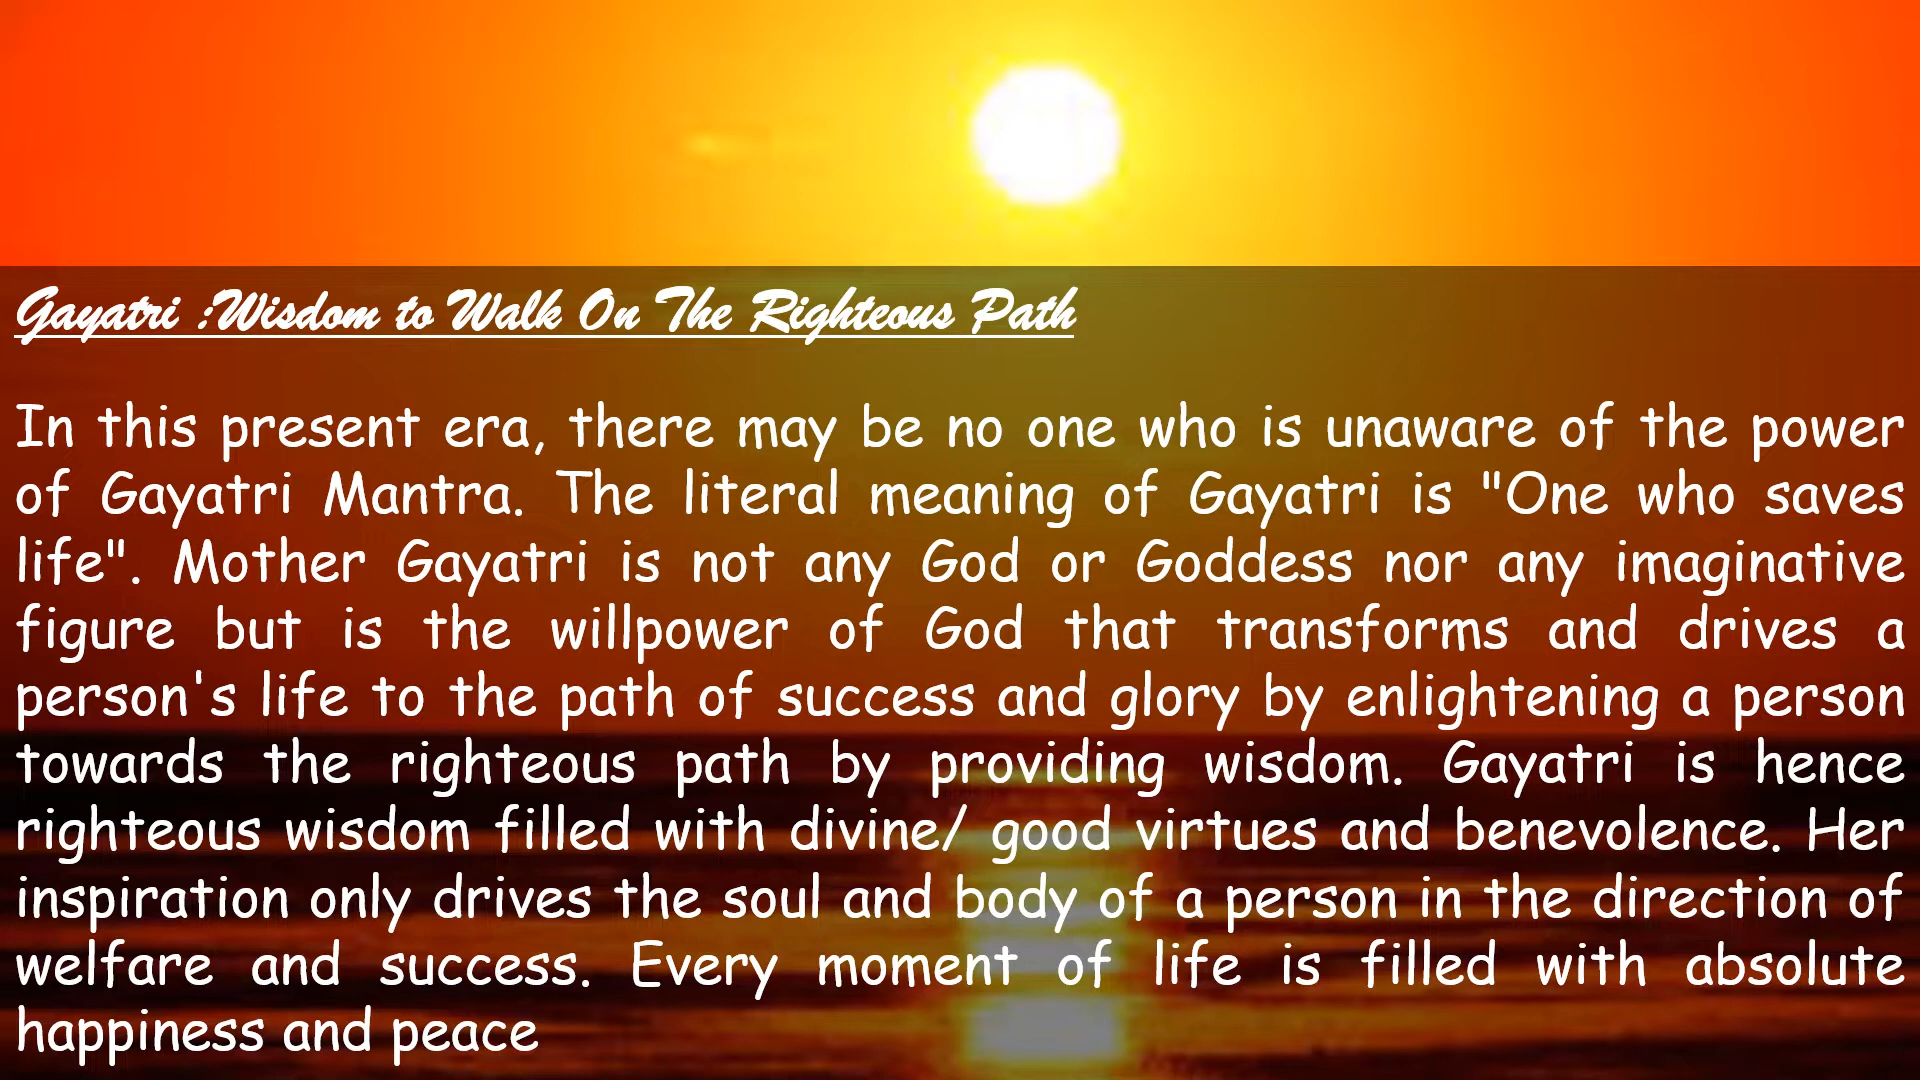 Gayatri :Wisdom to Walk On The Righteous Path
In this present era, there may be no one who is unaware of the power
of Gayatri Mantra. The literal meaning of Gayatri is "One who saves
life". Mother Gayatri is not any God or Goddess nor any imaginative
figure but is the willpower of God that transforms and drives a
person's life to the path of success and glory by enlightening a person
towards the righteous path by providing wisdom. Gayatri is hence
righteous wisdom filled with divine/ good virtues and benevolence. Her
inspiration only drives the soul and body of a person in the direction of
welfare and success. Every moment of life is filled with absolute
happiness and peace